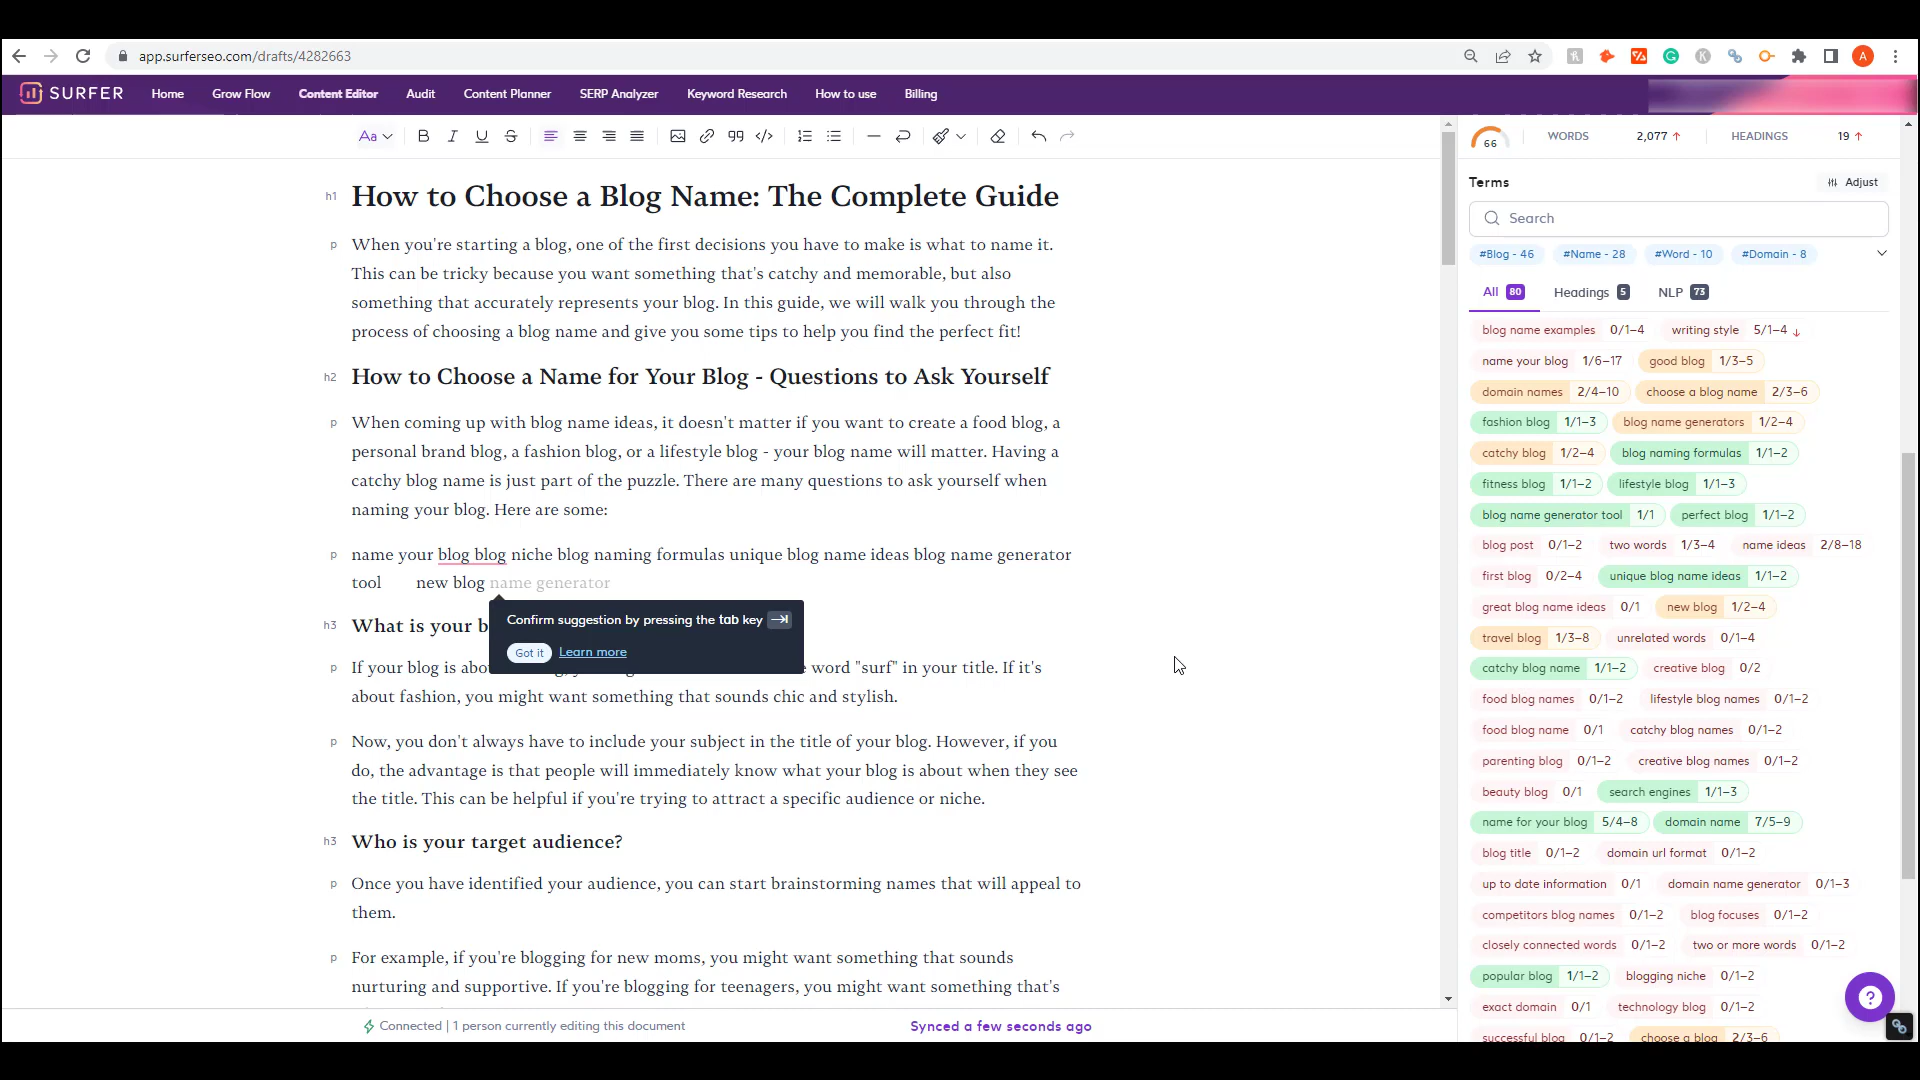 app.surferseo.com/drafts/4282663
A
SURFER Home Grow Flow Content Editor Audit Content Planner SERP Analyzer Keyword Research How to use Billing
Aa B I U S
66 WORDS 2,077 HEADINGS 19
h1 How to Choose a Blog Name: The Complete Guide
p When you're starting a blog, one of the first decisions you have to make is what to name it.
This can be tricky because you want something that's catchy and memorable, but also
something that accurately represents your blog. In this guide, we will walk you through the
process of choosing a blog name and give you some tips to help you find the perfect fit!
h2 How to Choose a Name for Your Blog - Questions to Ask Yourself
p When coming up with blog name ideas, it doesn't matter if you want to create a food blog, a
personal brand blog, a fashion blog, or a lifestyle blog - your blog name will matter. Having a
catchy blog name is just part of the puzzle. There are many questions to ask yourself when
naming your blog. Here are some:
p name your blog blog niche blog naming formulas unique blog name ideas blog name generator
tool new blog name generator
Confirm suggestion by pressing the tab key
Got it Learn more
h3 What is your b
p If your blog is abou word "surf" in your title. If it's
about fashion, you might want something that sounds chic and stylish.
p Now, you don't always have to include your subject in the title of your blog. However, if you
do, the advantage is that people will immediately know what your blog is about when they see
the title. This can be helpful if you're trying to attract a specific audience or niche.
h3 Who is your target audience?
p Once you have identified your audience, you can start brainstorming names that will appeal to
them.
p For example, if you're blogging for new moms, you might want something that sounds
nurturing and supportive. If you're blogging for teenagers, you might want something that's
Connected | 1 person currently editing this document Synced a few seconds ago
Terms Adjust
Search
#Blog - 46 #Name - 28 #Word - 10 #Domain - 8
All 80 Headings 5 NLP 73
blog name examples 0/1–4 writing style 5/1–4
name your blog 1/6–17 good blog 1/3–5
domain names 2/4–10 choose a blog name 2/3–6
fashion blog 1/1–3 blog name generators 1/2–4
catchy blog 1/2–4 blog naming formulas 1/1–2
fitness blog 1/1–2 lifestyle blog 1/1–3
blog name generator tool 1/1 perfect blog 1/1–2
blog post 0/1–2 two words 1/3–4 name ideas 2/8–18
first blog 0/2–4 unique blog name ideas 1/1–2
great blog name ideas 0/1 new blog 1/2–4
travel blog 1/3–8 unrelated words 0/1–4
catchy blog name 1/1–2 creative blog 0/2
food blog names 0/1–2 lifestyle blog names 0/1–2
food blog name 0/1 catchy blog names 0/1–2
parenting blog 0/1–2 creative blog names 0/1–2
beauty blog 0/1 search engines 1/1–3
name for your blog 5/4–8 domain name 7/5–9
blog title 0/1–2 domain url format 0/1–2
up to date information 0/1 domain name generator 0/1–3
competitors blog names 0/1–2 blog focuses 0/1–2
closely connected words 0/1–2 two or more words 0/1–2
popular blog 1/1–2 blogging niche 0/1–2
exact domain 0/1 technology blog 0/1–2
successful blog 0/1–2 choose a blog 2/3–6